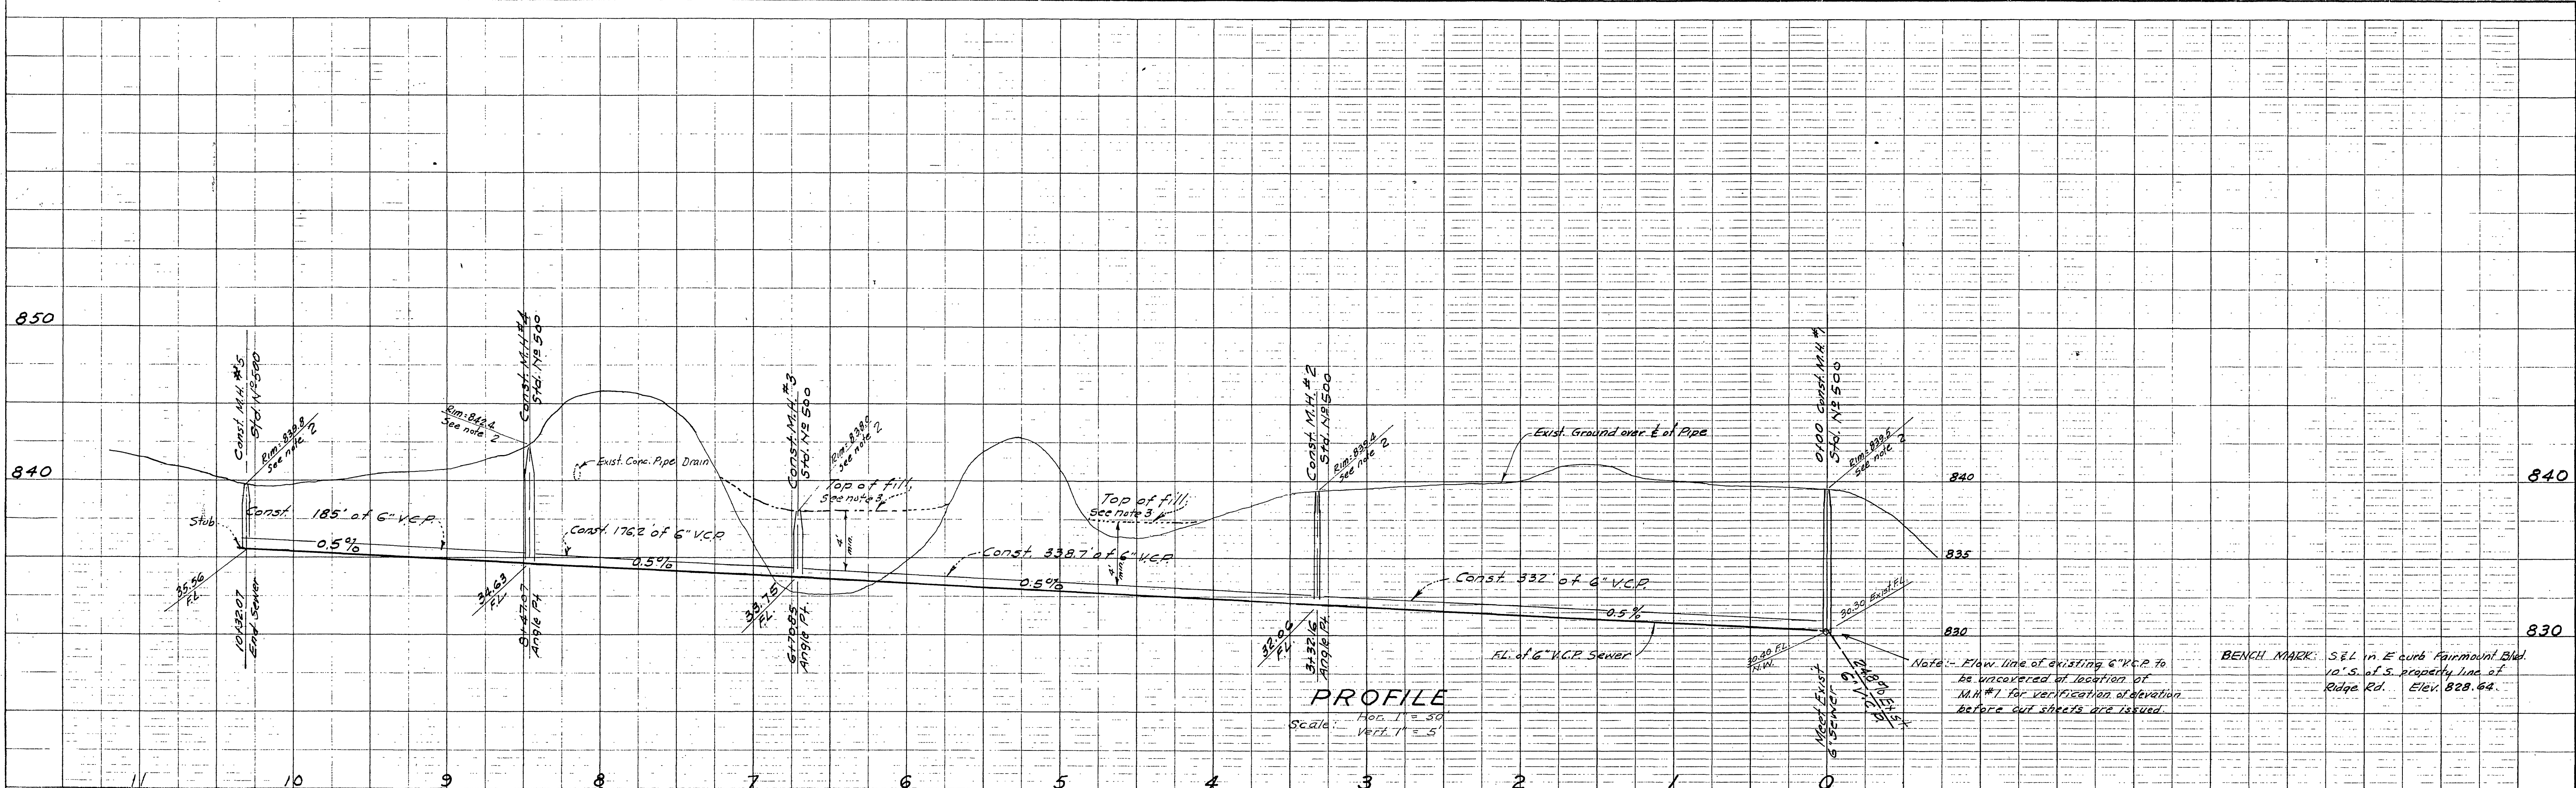 850
840
Const. M.H. #5
Std. Nº 500
Rim=839.8
See note 2
Stub
Const. 185' of 6" V.C.P.
0.5%
35.56
F.L.
10+32.07
End Sewer
Rim=842.4
See note 2
Const. M.H. #4
Std. Nº 500
Exist. Conc. Pipe Drain
Const. 176.2' of 6" V.C.P.
0.5%
34.63
F.L.
8+47.07
Angle Pt.
Const. M.H. #3
Std. Nº 500
Rim=838.0
See note 2
Top of fill,
See note 3
4'
min.
33.75
F.L.
6+70.85
Angle Pt.
Const. 338.7' of 6" V.C.P.
0.5%
Top of fill,
See note 3
4'
min.
Const. M.H. #2
Std. Nº 500
Rim=839.4
See note 2
32.06
F.L.
3+32.16
Angle Pt.
Exist. Ground over ℄ of Pipe
Const. 332' of 6" V.C.P.
0.5%
F.L. of 6" V.C.P. Sewer
0+00 Const. M.H. #1
Std. Nº 500
Rim=839.5
See note 2
840
835
830
30.30 Exist. F.L.
30.40 F.L.
N.W.
Meet Exist.
6" Sewer
6" V.C.P.
Note:- Flow line of existing 6" V.C.P. to
be uncovered at location of
M.H. #1 for verification of elevation
before cut sheets are issued.
BENCH MARK: S&L in E curb Fairmount Blvd.
10' S. of S. property line of
Ridge Rd. Elev. 828.64.
840
830
PROFILE
Scale: Hor. 1" = 50'
Vert. 1" = 5'
11 10 9 8 7 6 5 4 3 2 1 0